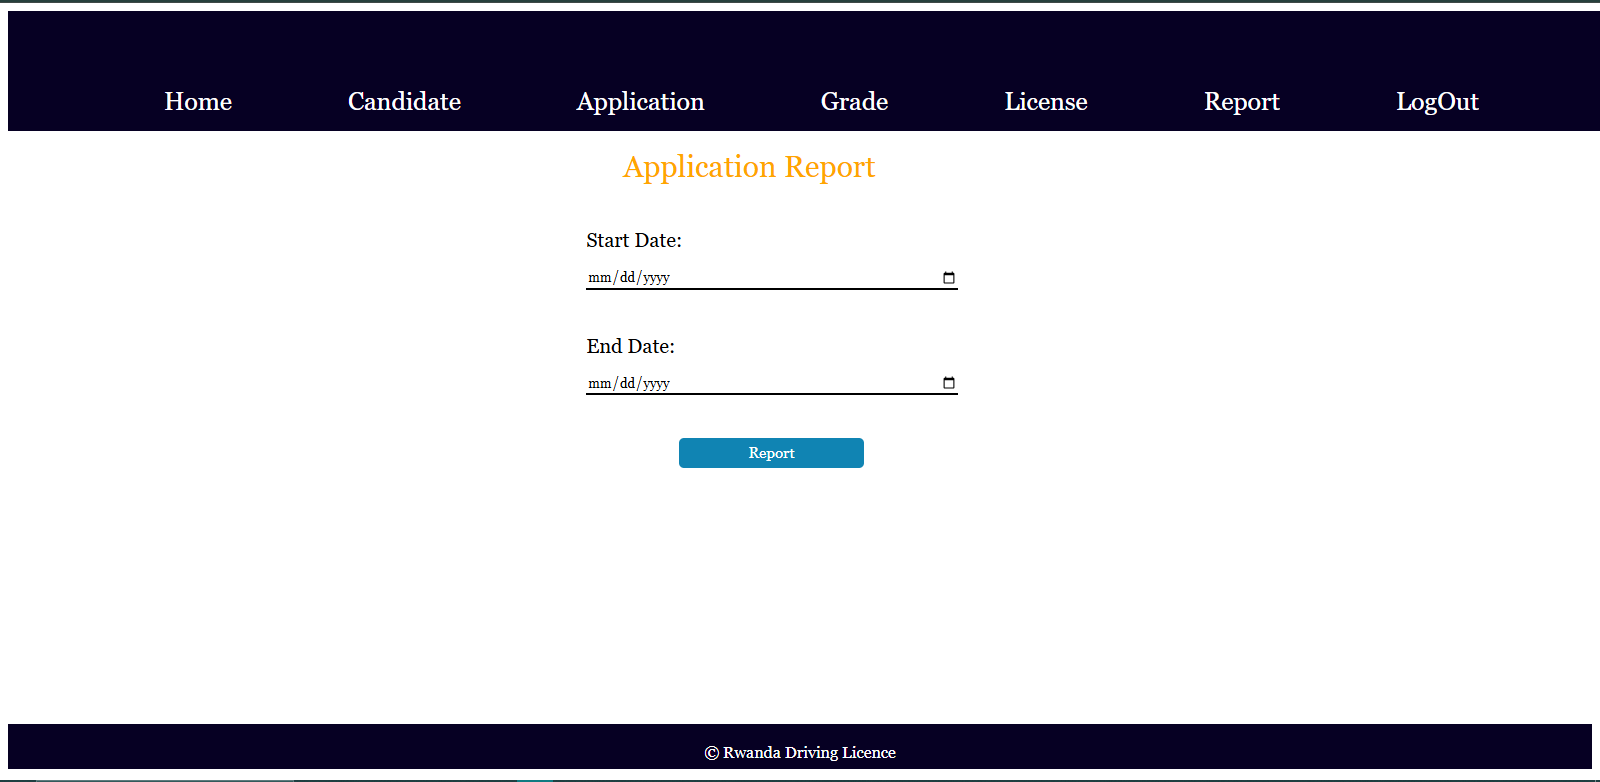 Home Candidate Application Grade License Report LogOut
Application Report
Start Date:
mm/dd/yyyy
End Date:
mm/dd/yyyy
Report
© Rwanda Driving Licence